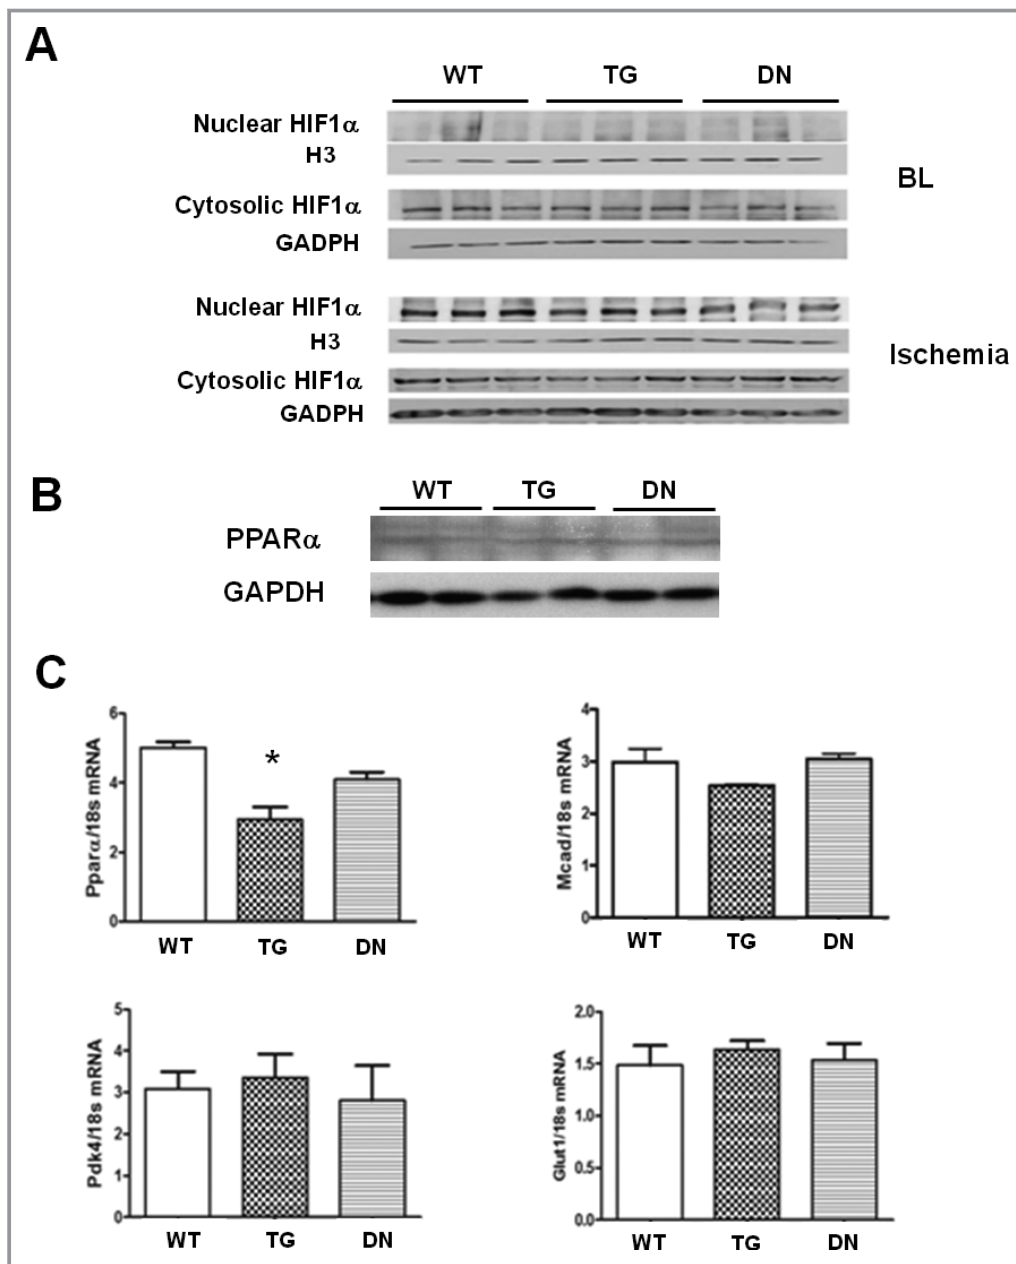 A
WT TG DN
Nuclear HIF1α
H3
BL
Cytosolic HIF1α
GADPH
Nuclear HIF1α
H3
Ischemia
Cytosolic HIF1α
GADPH
B
WT TG DN
PPARα
GAPDH
C
Pparα/18s mRNA
6
4
2
0
*
WT TG DN
Mcad/18s mRNA
4
3
2
1
0
WT TG DN
Pdk4/18s mRNA
5
4
3
2
1
0
WT TG DN
Glut1/18s mRNA
2.0
1.5
1.0
0.5
0.0
WT TG DN